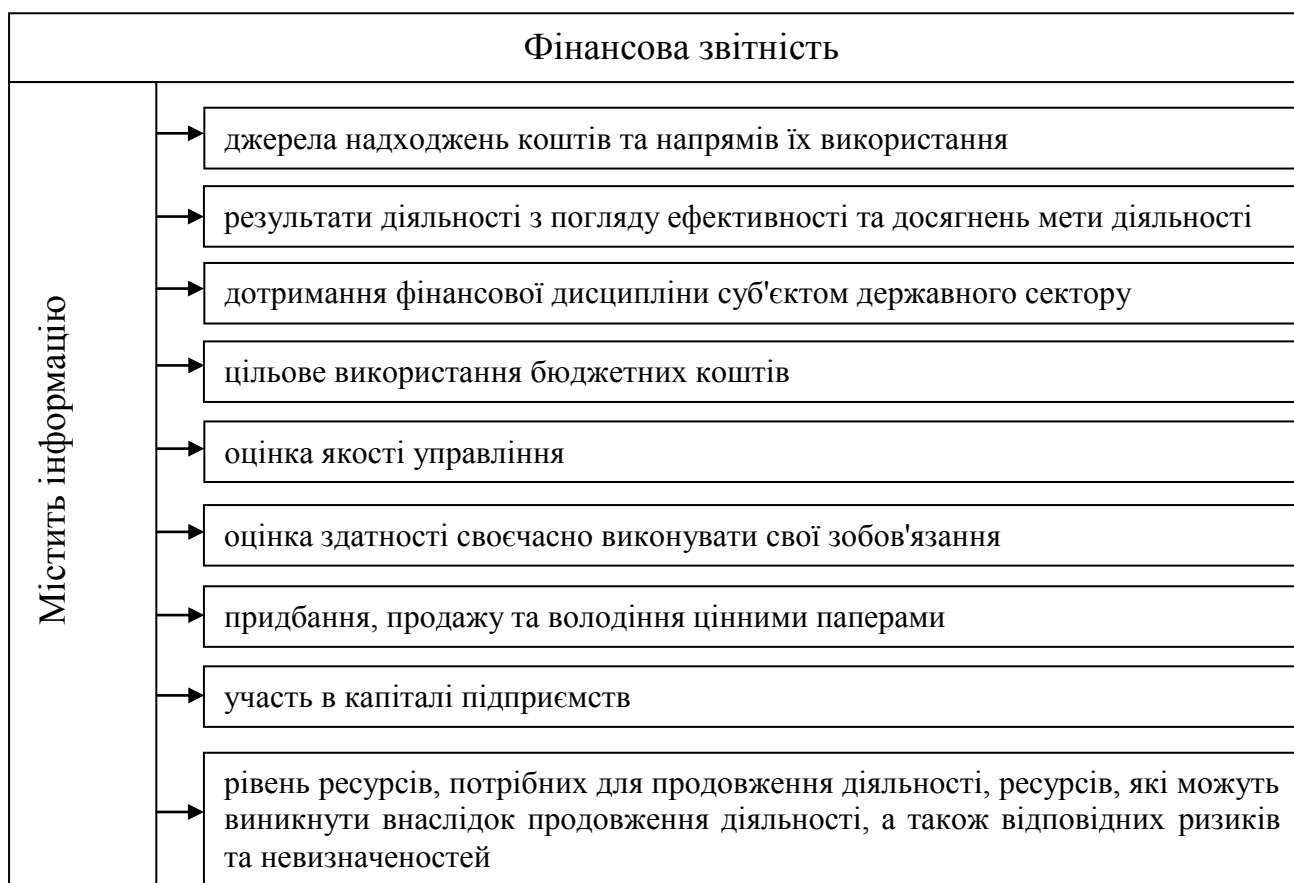 Фінансова звітність
Містить інформацію
джерела надходжень коштів та напрямів їх використання
результати діяльності з погляду ефективності та досягнень мети діяльності
дотримання фінансової дисципліни суб'єктом державного сектору
цільове використання бюджетних коштів
оцінка якості управління
оцінка здатності своєчасно виконувати свої зобов'язання
придбання, продажу та володіння цінними паперами
участь в капіталі підприємств
рівень ресурсів, потрібних для продовження діяльності, ресурсів, які можуть
виникнути внаслідок продовження діяльності, а також відповідних ризиків
та невизначеностей